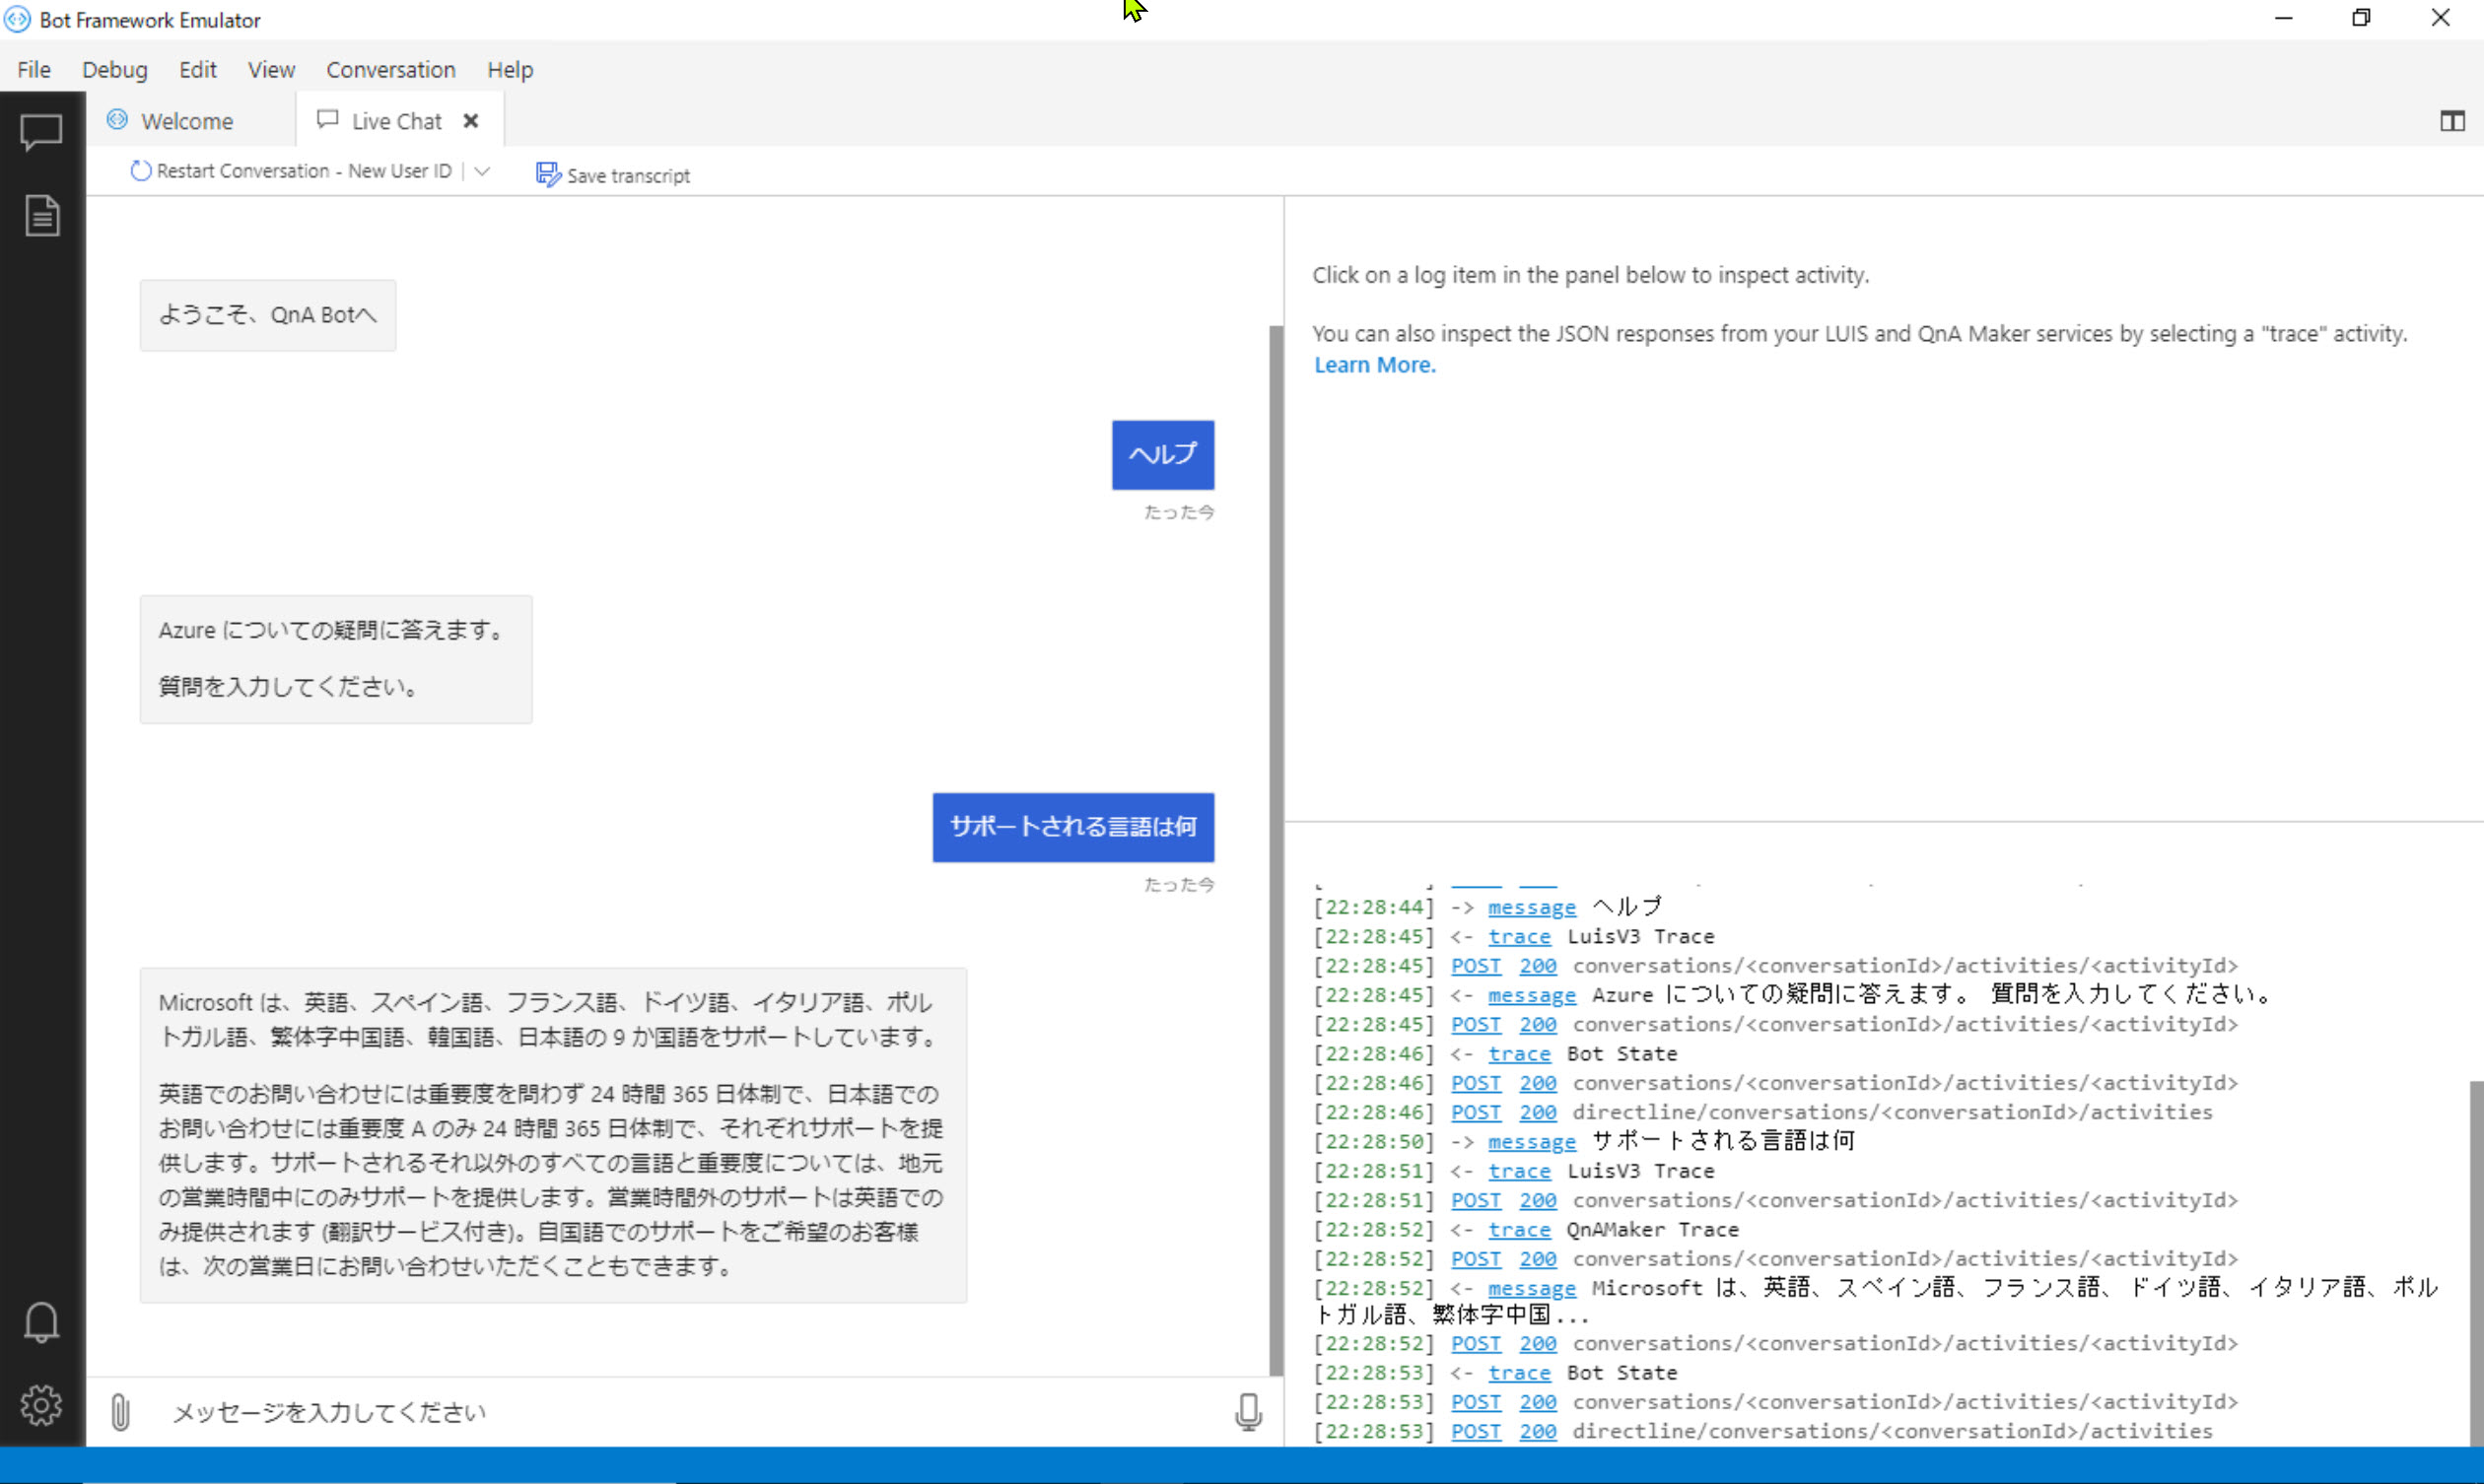 Bot Framework Emulator
File Debug Edit View Conversation Help
Welcome
Live Chat
Restart Conversation - New User ID
Save transcript
ようこそ、QnA Botへ
ヘルプ
たった今
Azure についての疑問に答えます。
質問を入力してください。
サポートされる言語は何
たった今
Microsoft は、英語、スペイン語、フランス語、ドイツ語、イタリア語、ポル
トガル語、繁体字中国語、韓国語、日本語の 9 か国語をサポートしています。
英語でのお問い合わせには重要度を問わず 24 時間 365 日体制で、日本語での
お問い合わせには重要度 A のみ 24 時間 365 日体制で、それぞれサポートを提
供します。サポートされるそれ以外のすべての言語と重要度については、地元
の営業時間中にのみサポートを提供します。営業時間外のサポートは英語での
み提供されます (翻訳サービス付き)。自国語でのサポートをご希望のお客様
は、次の営業日にお問い合わせいただくこともできます。
メッセージを入力してください
Click on a log item in the panel below to inspect activity.
You can also inspect the JSON responses from your LUIS and QnA Maker services by selecting a "trace" activity.
Learn More.
[22:28:44] -> message ヘルプ
[22:28:45] <- trace LuisV3 Trace
[22:28:45] POST 200 conversations/<conversationId>/activities/<activityId>
[22:28:45] <- message Azure についての疑問に答えます。 質問を入力してください。
[22:28:45] POST 200 conversations/<conversationId>/activities/<activityId>
[22:28:46] <- trace Bot State
[22:28:46] POST 200 conversations/<conversationId>/activities/<activityId>
[22:28:46] POST 200 directline/conversations/<conversationId>/activities
[22:28:50] -> message サポートされる言語は何
[22:28:51] <- trace LuisV3 Trace
[22:28:51] POST 200 conversations/<conversationId>/activities/<activityId>
[22:28:52] <- trace QnAMaker Trace
[22:28:52] POST 200 conversations/<conversationId>/activities/<activityId>
[22:28:52] <- message Microsoft は、英語、スペイン語、フランス語、ドイツ語、イタリア語、ポル
トガル語、繁体字中国...
[22:28:52] POST 200 conversations/<conversationId>/activities/<activityId>
[22:28:53] <- trace Bot State
[22:28:53] POST 200 conversations/<conversationId>/activities/<activityId>
[22:28:53] POST 200 directline/conversations/<conversationId>/activities